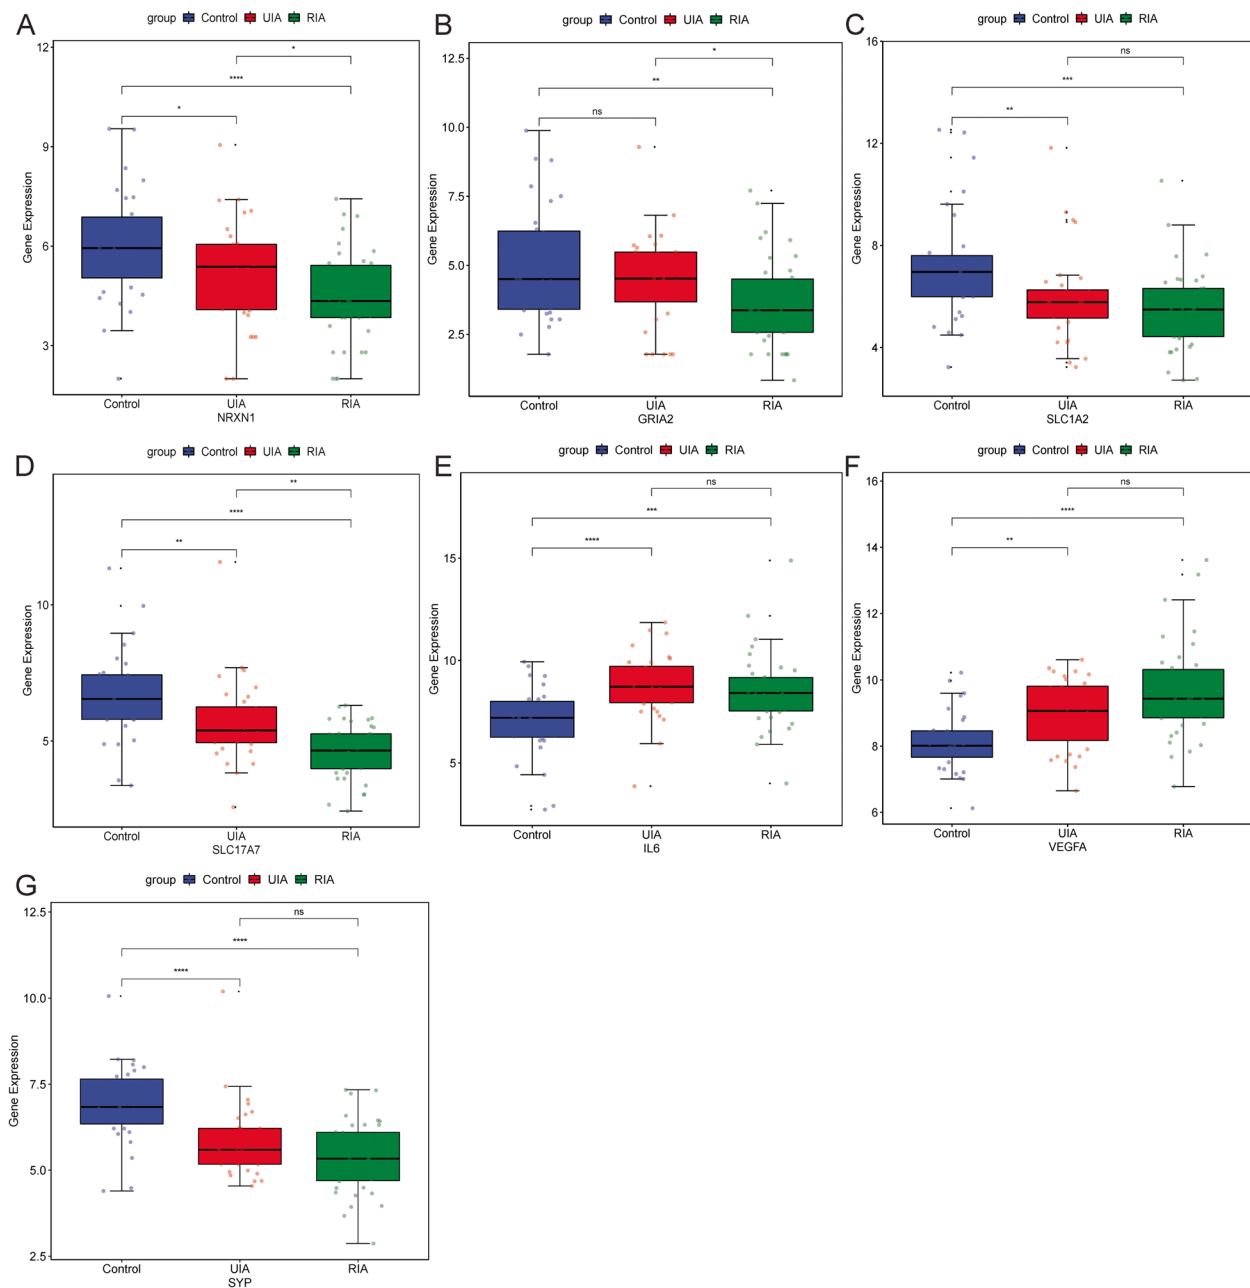 A
group Control UIA RIA
12
9
6
3
Gene Expression
*
****
*
Control UIA RIA
NRXN1
B
group Control UIA RIA
12.5
10.0
7.5
5.0
2.5
Gene Expression
*
**
ns
Control UIA RIA
GRIA2
C
group Control UIA RIA
16
12
8
4
Gene Expression
ns
***
**
Control UIA RIA
SLC1A2
D
group Control UIA RIA
10
5
Gene Expression
**
****
**
Control UIA RIA
SLC17A7
E
group Control UIA RIA
15
10
5
Gene Expression
ns
***
****
Control UIA RIA
IL6
F
group Control UIA RIA
16
14
12
10
8
6
Gene Expression
ns
****
**
Control UIA RIA
VEGFA
G
group Control UIA RIA
12.5
10.0
7.5
5.0
2.5
Gene Expression
ns
****
****
Control UIA RIA
SYP